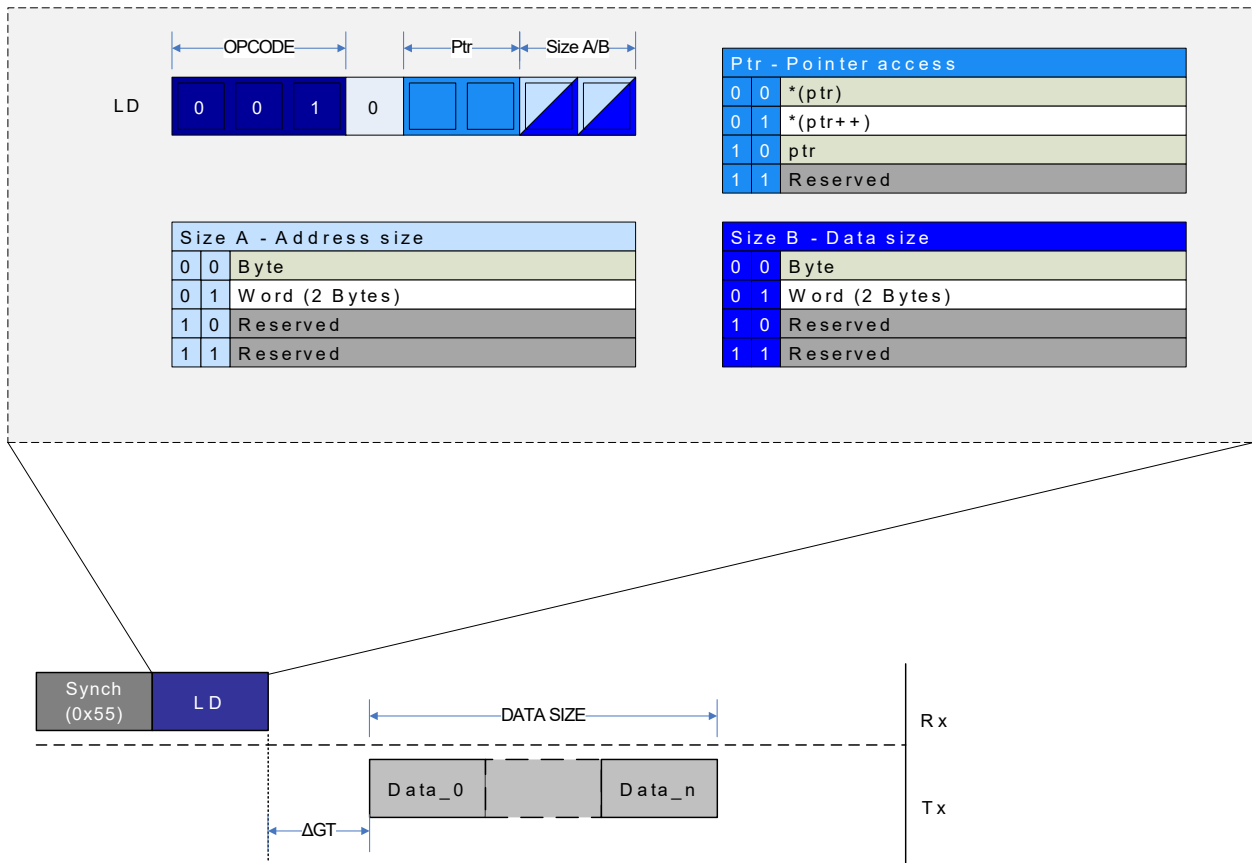 OPCODE Ptr Size A/B
LD 0 0 1 0
Ptr - Pointer access
0 0 *(ptr)
0 1 *(ptr++)
1 0 ptr
1 1 Reserved
Size A - Address size
0 0 Byte
0 1 Word (2 Bytes)
1 0 Reserved
1 1 Reserved
Size B - Data size
0 0 Byte
0 1 Word (2 Bytes)
1 0 Reserved
1 1 Reserved
Synch
(0x55)
LD
DATA SIZE
Rx
Data_0 Data_n
Tx
ΔGT